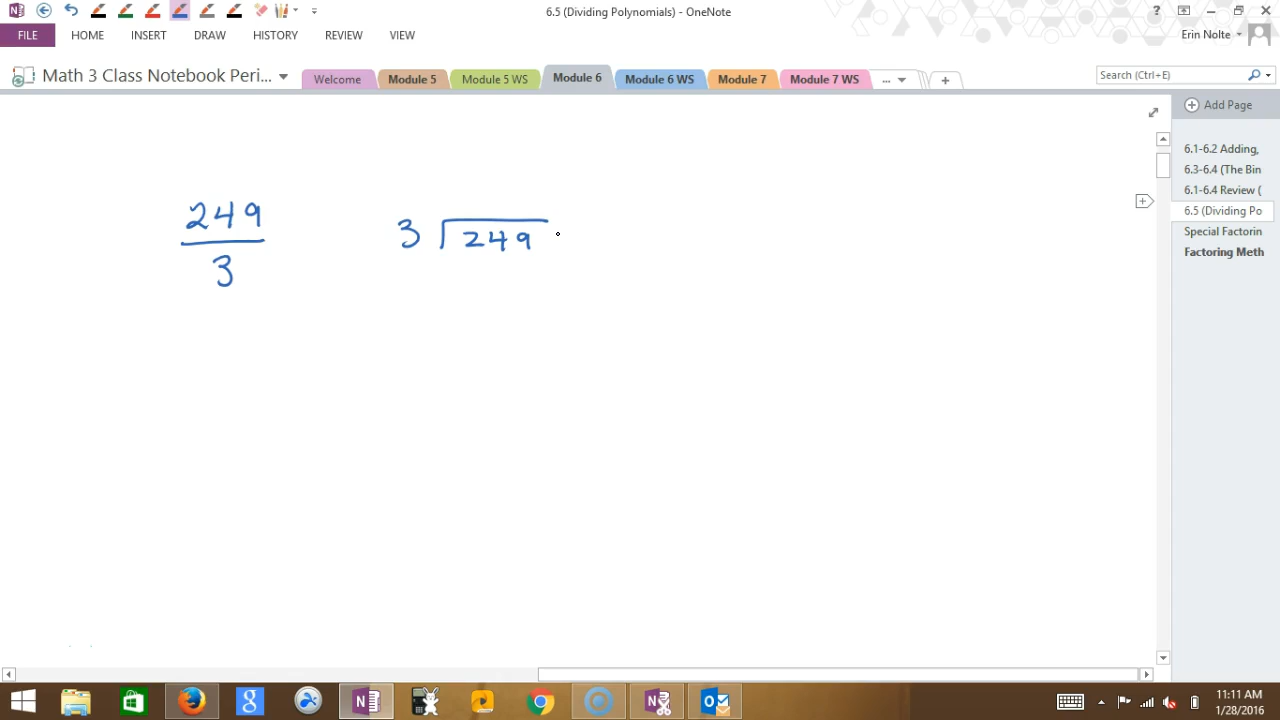 6.5 (Dividing Polynomials) - OneNote
?
FILE HOME INSERT DRAW HISTORY REVIEW VIEW
Erin Nolte
Math 3 Class Notebook Peri...
Welcome Module 5 Module 5 WS Module 6 Module 6 WS Module 7 Module 7 WS ...
Search (Ctrl+E)
Add Page
6.1-6.2 Adding,
6.3-6.4 (The Bin
6.1-6.4 Review (
6.5 (Dividing Po
Special Factorin
Factoring Meth
249
3
3 249
11:11 AM
1/28/2016